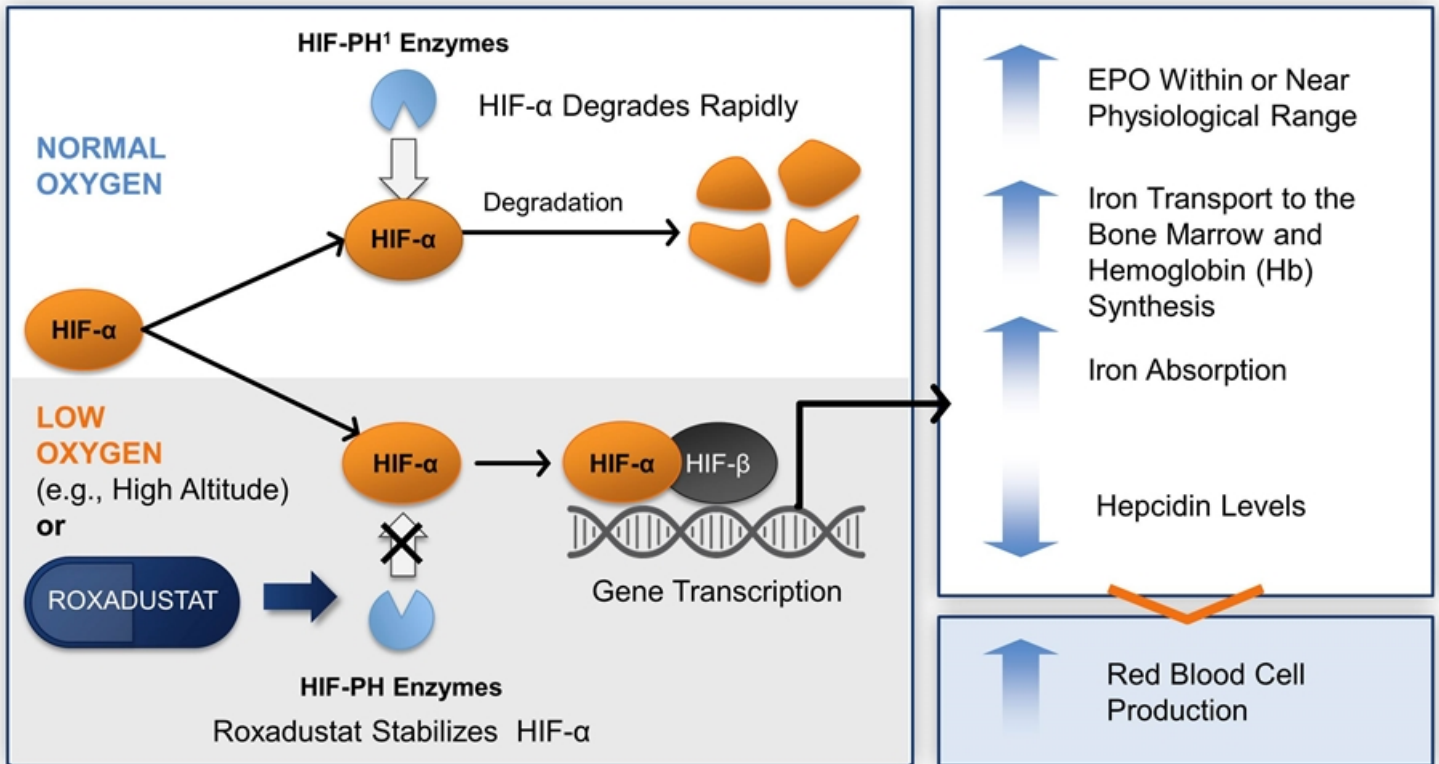 HIF-PH¹ Enzymes
HIF-α Degrades Rapidly
NORMAL
OXYGEN
Degradation
HIF-α
HIF-α
LOW
OXYGEN
(e.g., High Altitude)
or
ROXADUSTAT
HIF-α
HIF-α
HIF-β
Gene Transcription
HIF-PH Enzymes
Roxadustat Stabilizes HIF-α
EPO Within or Near
Physiological Range
Iron Transport to the
Bone Marrow and
Hemoglobin (Hb)
Synthesis
Iron Absorption
Hepcidin Levels
Red Blood Cell
Production